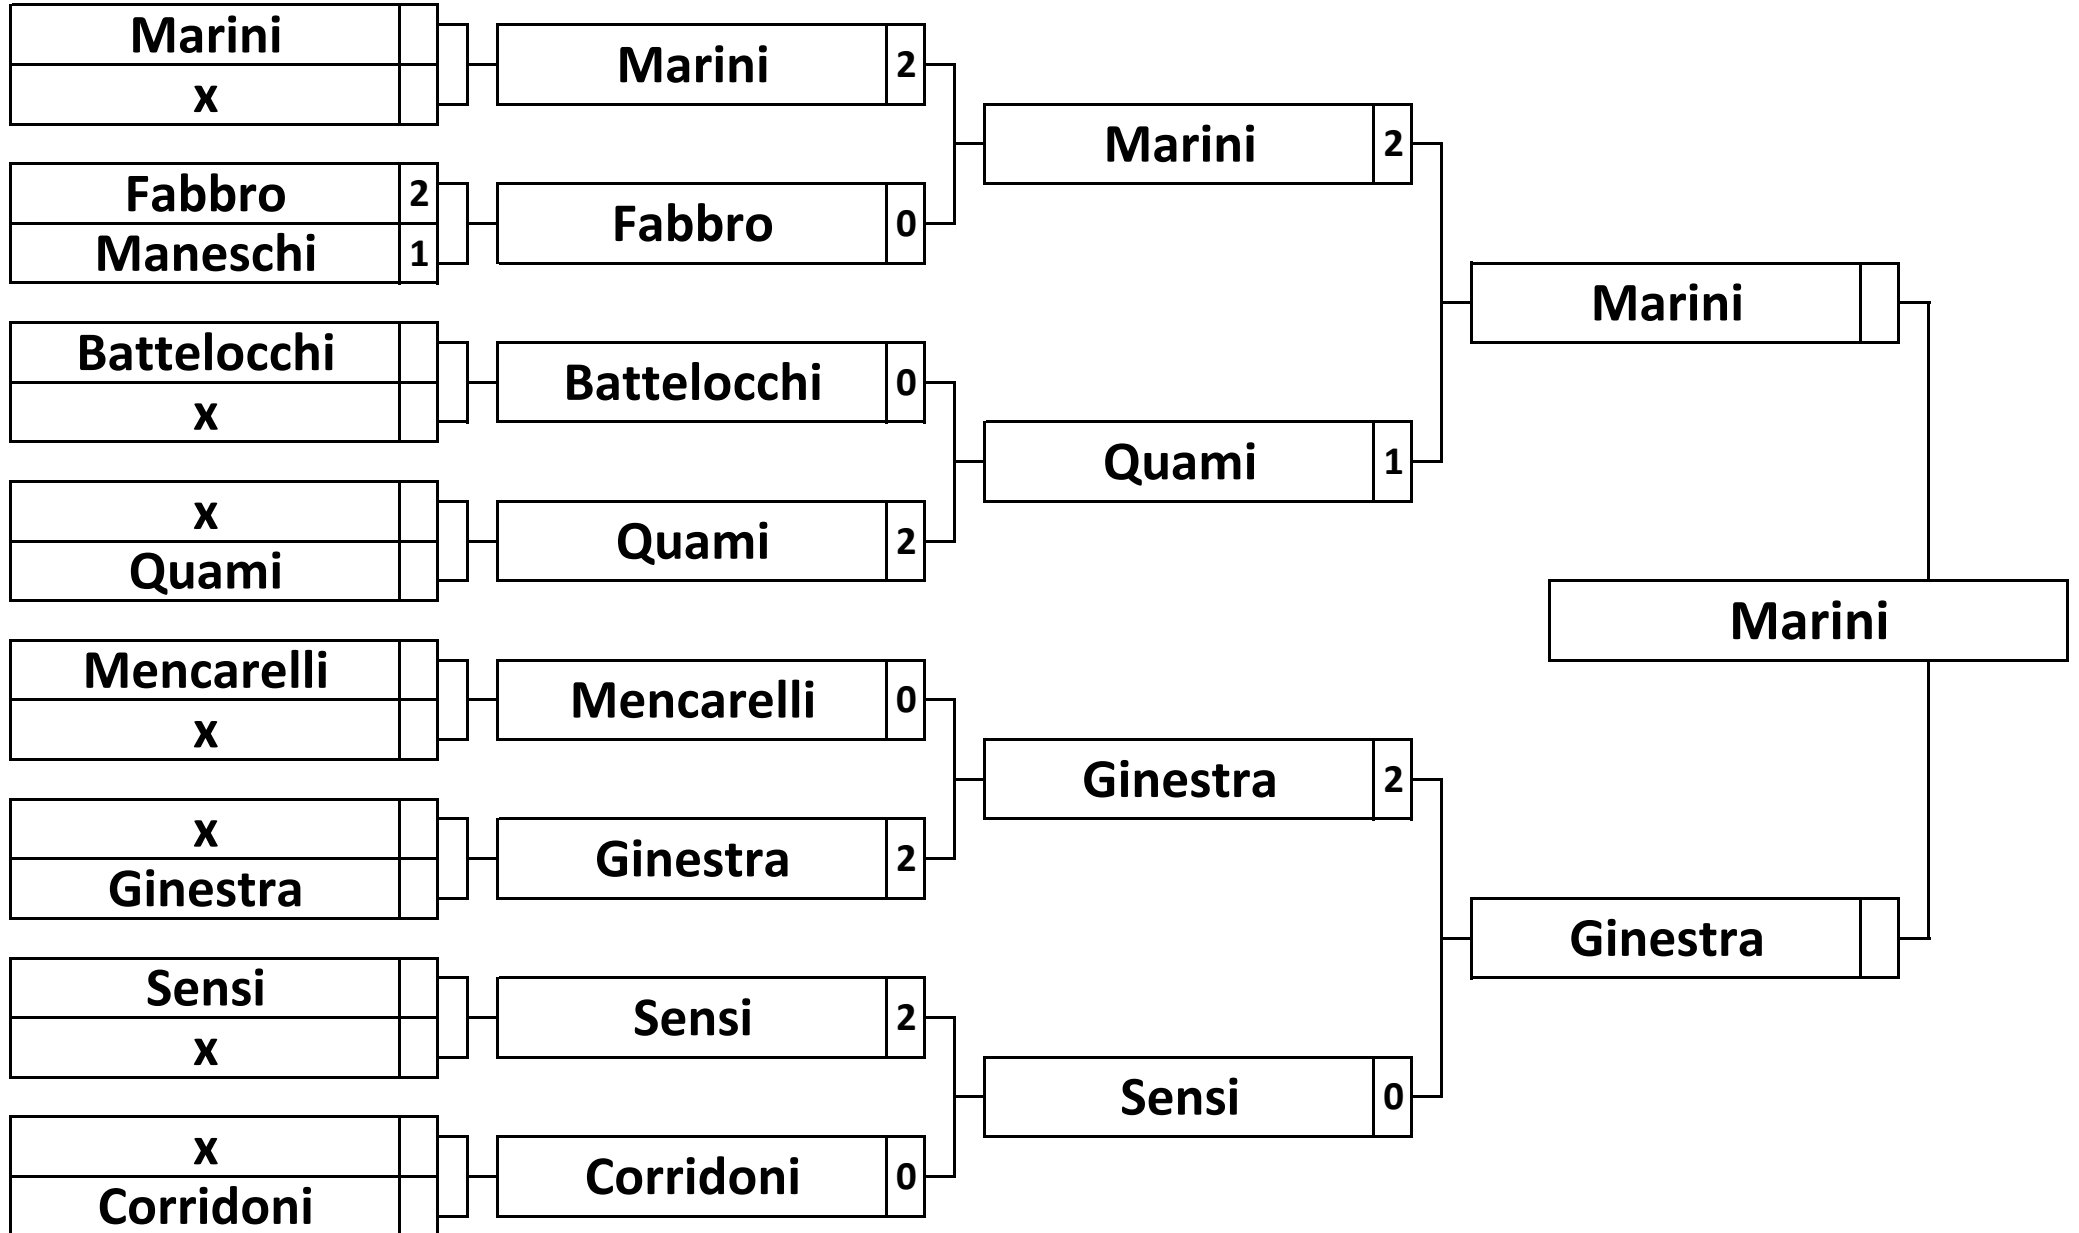 Marini
x
Fabbro 2
Maneschi 1
Battelocchi
x
x
Quami
Mencarelli
x
x
Ginestra
Sensi
x
x
Corridoni
Marini 2
Fabbro 0
Battelocchi 0
Quami 2
Mencarelli 0
Ginestra 2
Sensi 2
Corridoni 0
Marini 2
Quami 1
Ginestra 2
Sensi 0
Marini
Ginestra
Marini